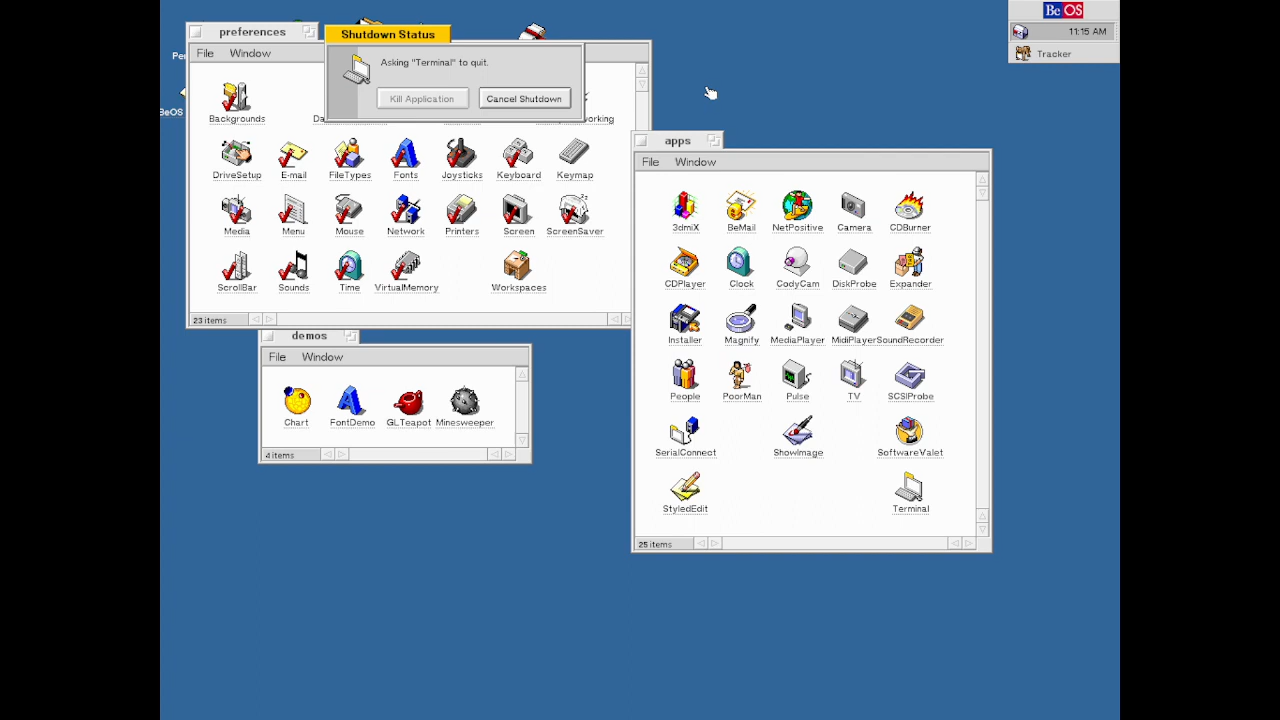 BeOS
11:15 AM
Tracker
preferences
File Window
Shutdown Status
Asking "Terminal" to quit.
Kill Application
Cancel Shutdown
Backgrounds
DriveSetup E-mail FileTypes Fonts Joysticks Keyboard Keymap
Media Menu Mouse Network Printers Screen ScreenSaver
ScrollBar Sounds Time VirtualMemory Workspaces
23 items
BeOS
demos
File Window
Chart FontDemo GLTeapot Minesweeper
4 items
apps
File Window
3dmiX BeMail NetPositive Camera CDBurner
CDPlayer Clock CodyCam DiskProbe Expander
Installer Magnify MediaPlayer MidiPlayer SoundRecorder
People PoorMan Pulse TV SCSIProbe
SerialConnect ShowImage SoftwareValet
StyledEdit Terminal
25 items